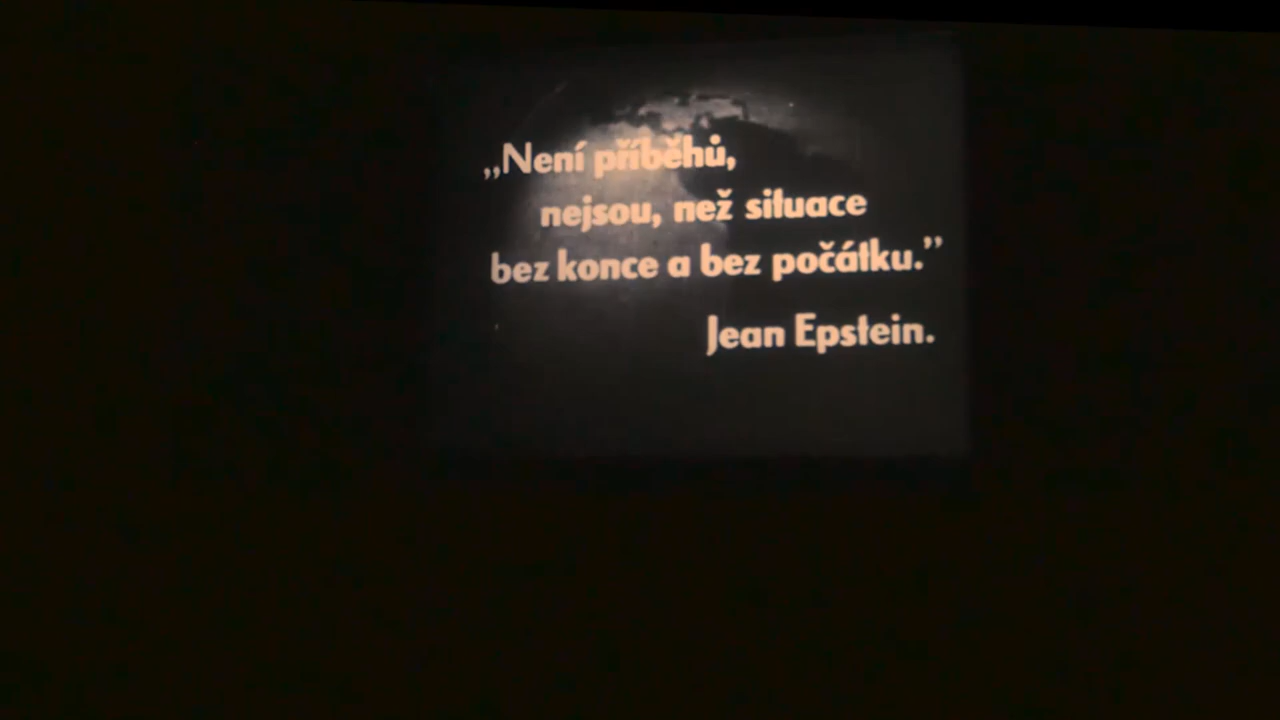 „Není příběhů,
nejsou, než situace
bez konce a bez počátku.”
Jean Epstein.